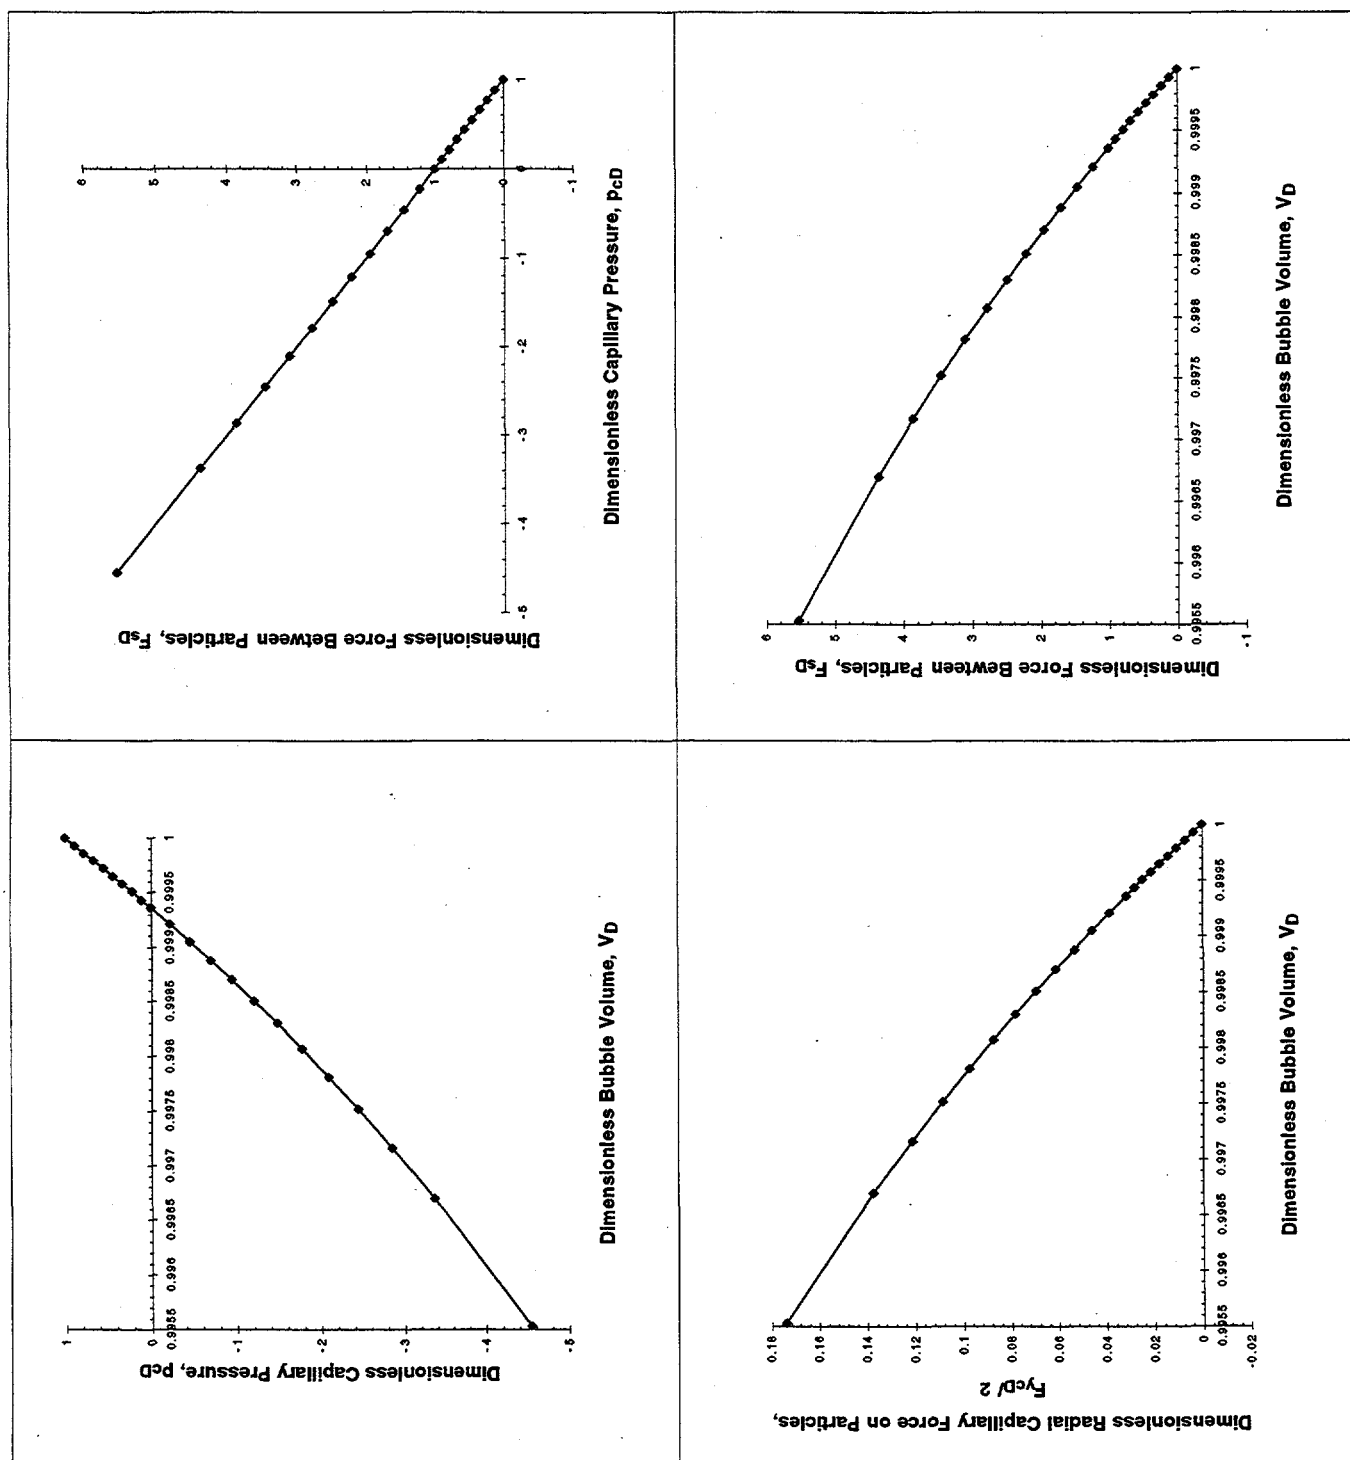 Dimensionless Capillary Pressure, pcD
1
0
-1
-2
-3
-4
-5
0.9955 0.996 0.9965 0.997 0.9975 0.998 0.9985 0.999 0.9995 1
Dimensionless Bubble Volume, VD
Dimensionless Force Between Particles, FsD
6
5
4
3
2
1
0
-1
-5 -4 -3 -2 -1 0 1
Dimensionless Capillary Pressure, pcD
Dimensionless Radial Capillary Force on Particles,
FycD/ 2
0.18
0.16
0.14
0.12
0.1
0.08
0.06
0.04
0.02
0
-0.02
0.9955 0.996 0.9965 0.997 0.9975 0.998 0.9985 0.999 0.9995 1
Dimensionless Bubble Volume, VD
Dimensionless Force Bewteen Particles, FsD
6
5
4
3
2
1
0
-1
0.9955 0.996 0.9965 0.997 0.9975 0.998 0.9985 0.999 0.9995 1
Dimensionless Bubble Volume, VD